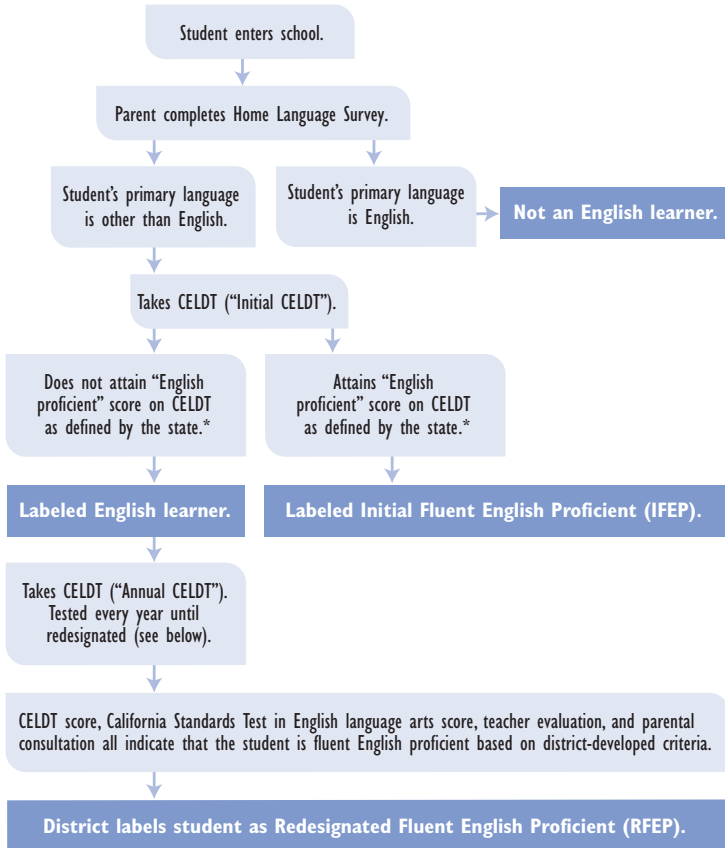 Student enters school.
Parent completes Home Language Survey.
Student’s primary language
is other than English.
Student’s primary language
is English.
Not an English learner.
Takes CELDT (“Initial CELDT”).
Does not attain “English
proficient” score on CELDT
as defined by the state.*
Attains “English
proficient” score on CELDT
as defined by the state.*
Labeled English learner.
Labeled Initial Fluent English Proficient (IFEP).
Takes CELDT (“Annual CELDT”).
Tested every year until
redesignated (see below).
CELDT score, California Standards Test in English language arts score, teacher evaluation, and parental
consultation all indicate that the student is fluent English proficient based on district-developed criteria.
District labels student as Redesignated Fluent English Proficient (RFEP).